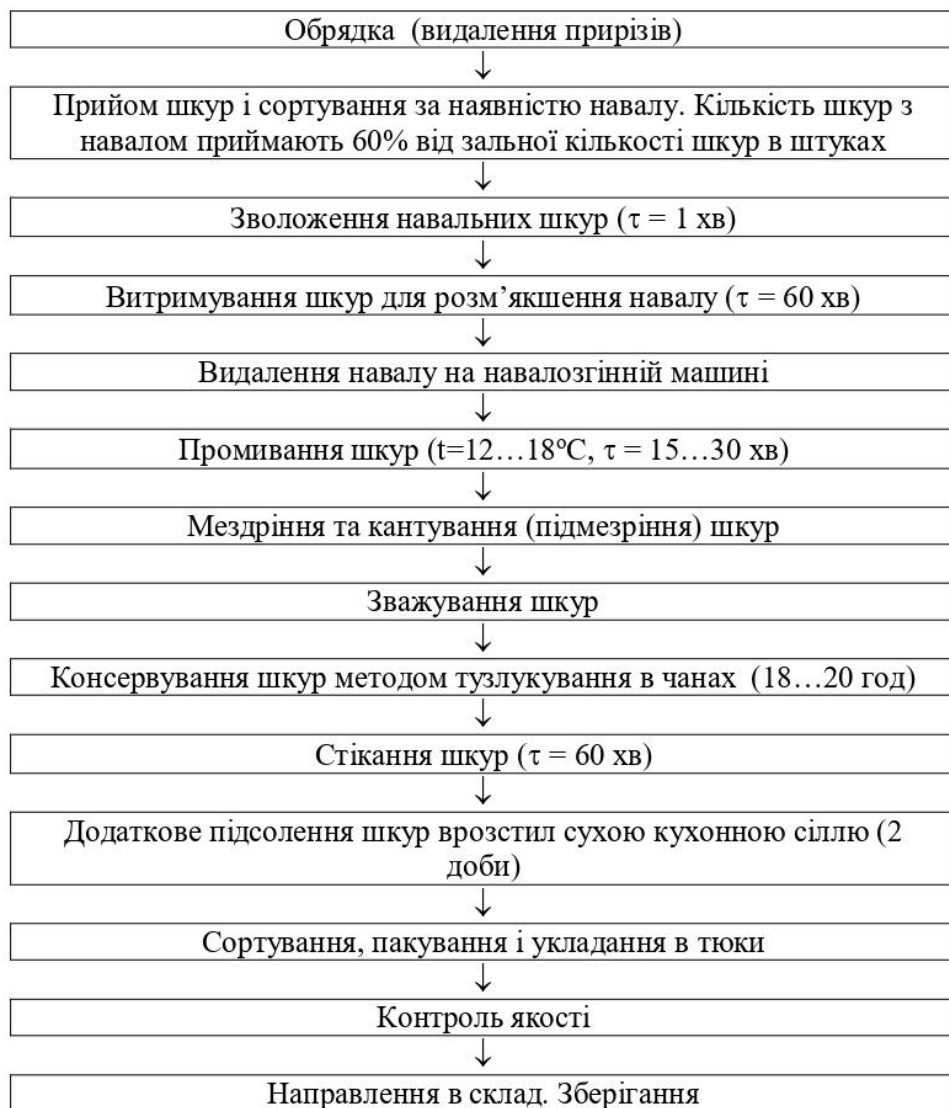 Обрядка (видалення прирізів)
↓
Прийом шкур і сортування за наявністю навалу. Кількість шкур з
навалом приймають 60% від зальної кількості шкур в штуках
↓
Зволоження навальних шкур (τ = 1 хв)
↓
Витримування шкур для розм’якшення навалу (τ = 60 хв)
↓
Видалення навалу на навалозгінній машині
↓
Промивання шкур (t=12…18ºС, τ = 15…30 хв)
↓
Мездріння та кантування (підмезріння) шкур
↓
Зважування шкур
↓
Консервування шкур методом тузлукування в чанах (18…20 год)
↓
Стікання шкур (τ = 60 хв)
↓
Додаткове підсолення шкур врозстил сухою кухонною сіллю (2
доби)
↓
Сортування, пакування і укладання в тюки
↓
Контроль якості
↓
Направлення в склад. Зберігання